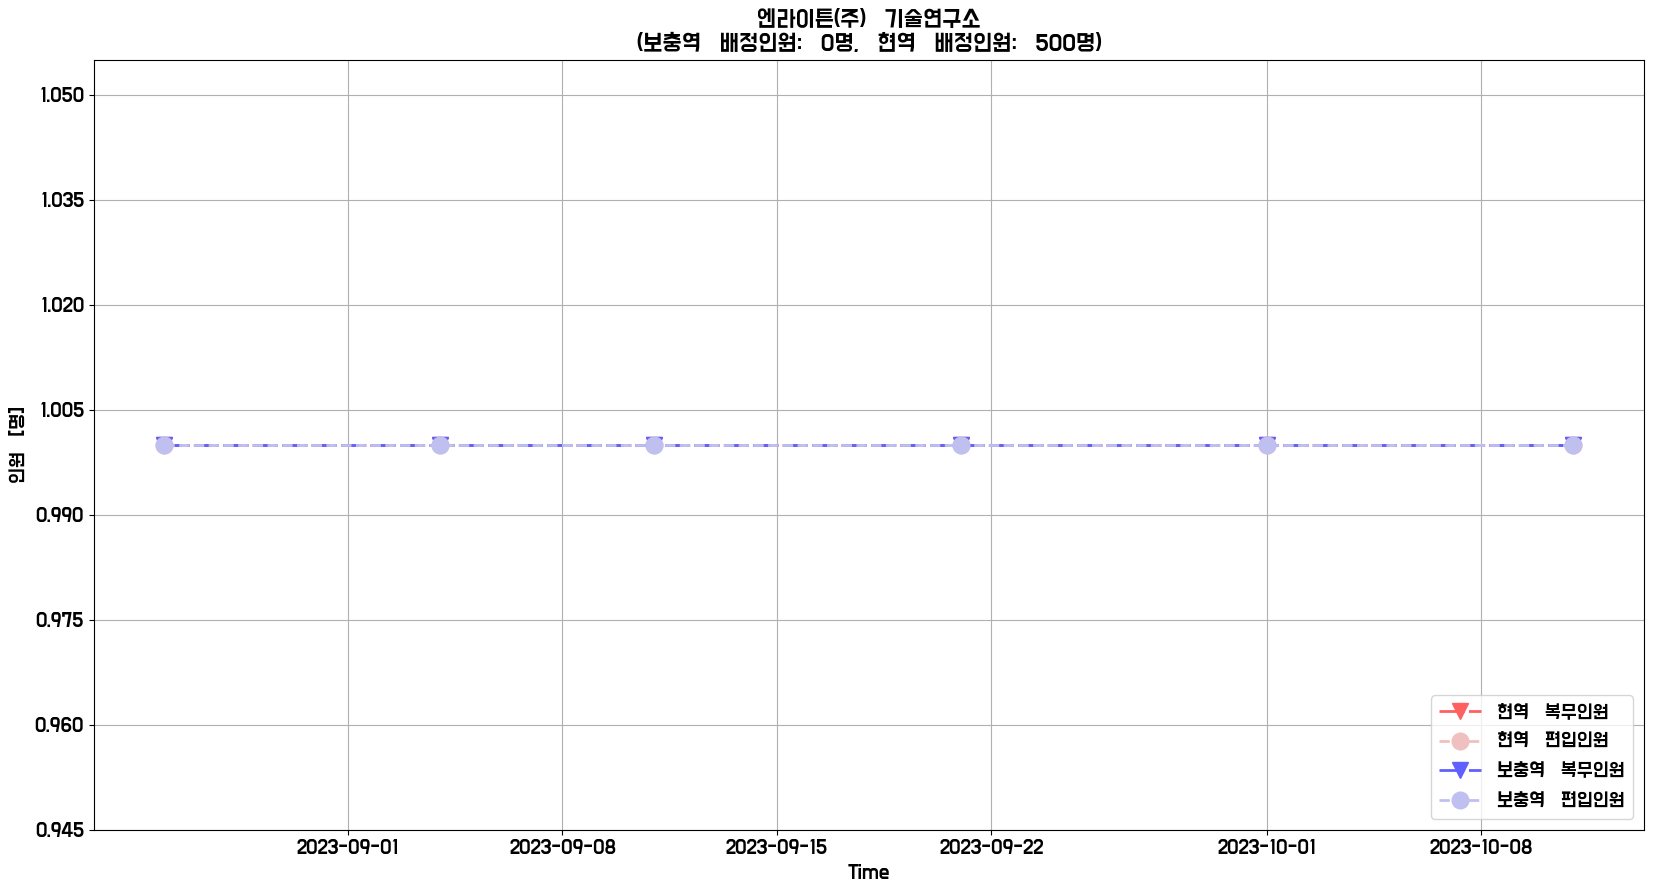 엔라이튼(주) 기술연구소
(보충역 배정인원: 0명, 현역 배정인원: 500명)
1.050
1.035
1.020
1.005
0.990
0.975
0.960
0.945
인원 [명]
2023-09-01
2023-09-08
2023-09-15
2023-09-22
2023-10-01
2023-10-08
Time
현역 복무인원
현역 편입인원
보충역 복무인원
보충역 편입인원